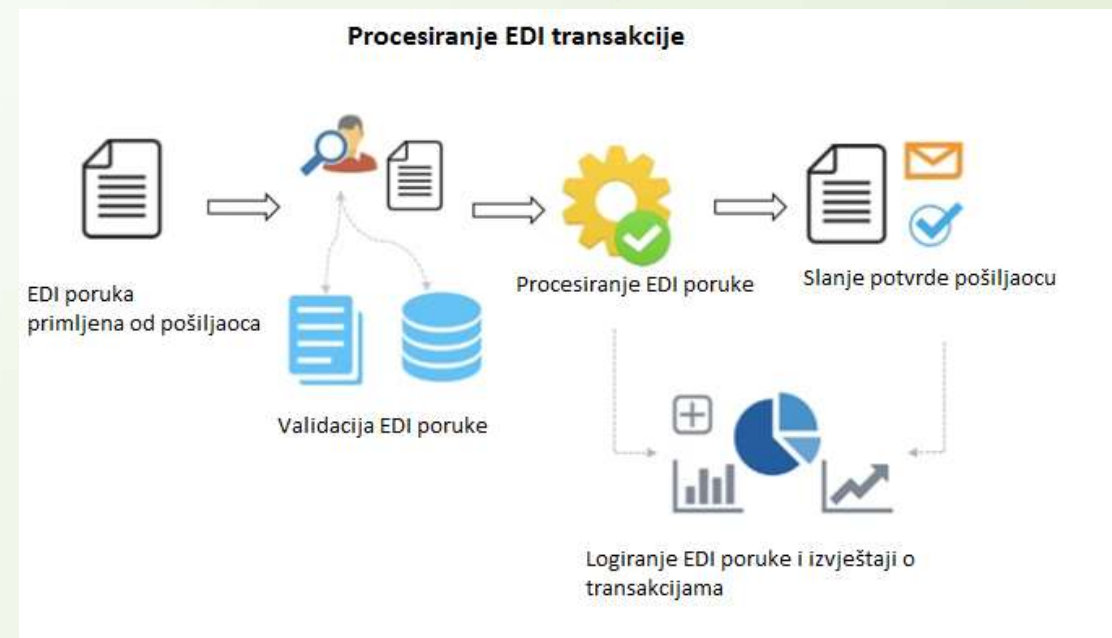 Procesiranje EDI transakcije
EDI poruka
primljena od pošiljaoca
Validacija EDI poruke
Procesiranje EDI poruke
Slanje potvrde pošiljaocu
Logiranje EDI poruke i izvještaji o
transakcijama